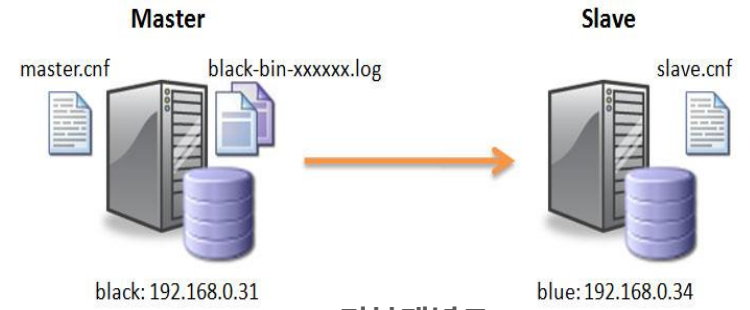 Master
Slave
master.cnf
black-bin-xxxxxx.log
slave.cnf
black: 192.168.0.31
blue: 192.168.0.34